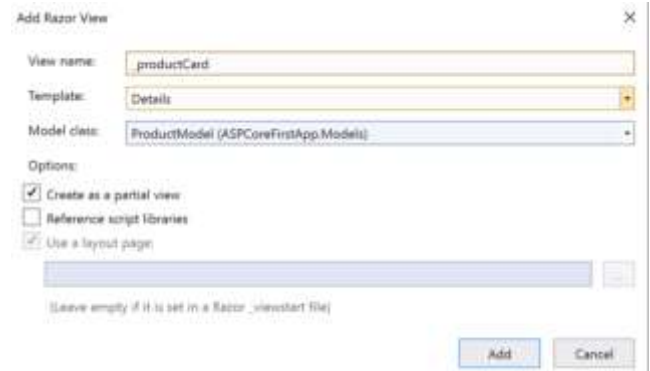 Add Razor View
View name: _productCard
Template: Details
Model class: ProductModel (ASPCoreFirstApp.Models)
Options:
Create as a partial view
Reference script libraries
Use a layout page:
...
(Leave empty if it is set in a Razor _viewstart file)
Add Cancel